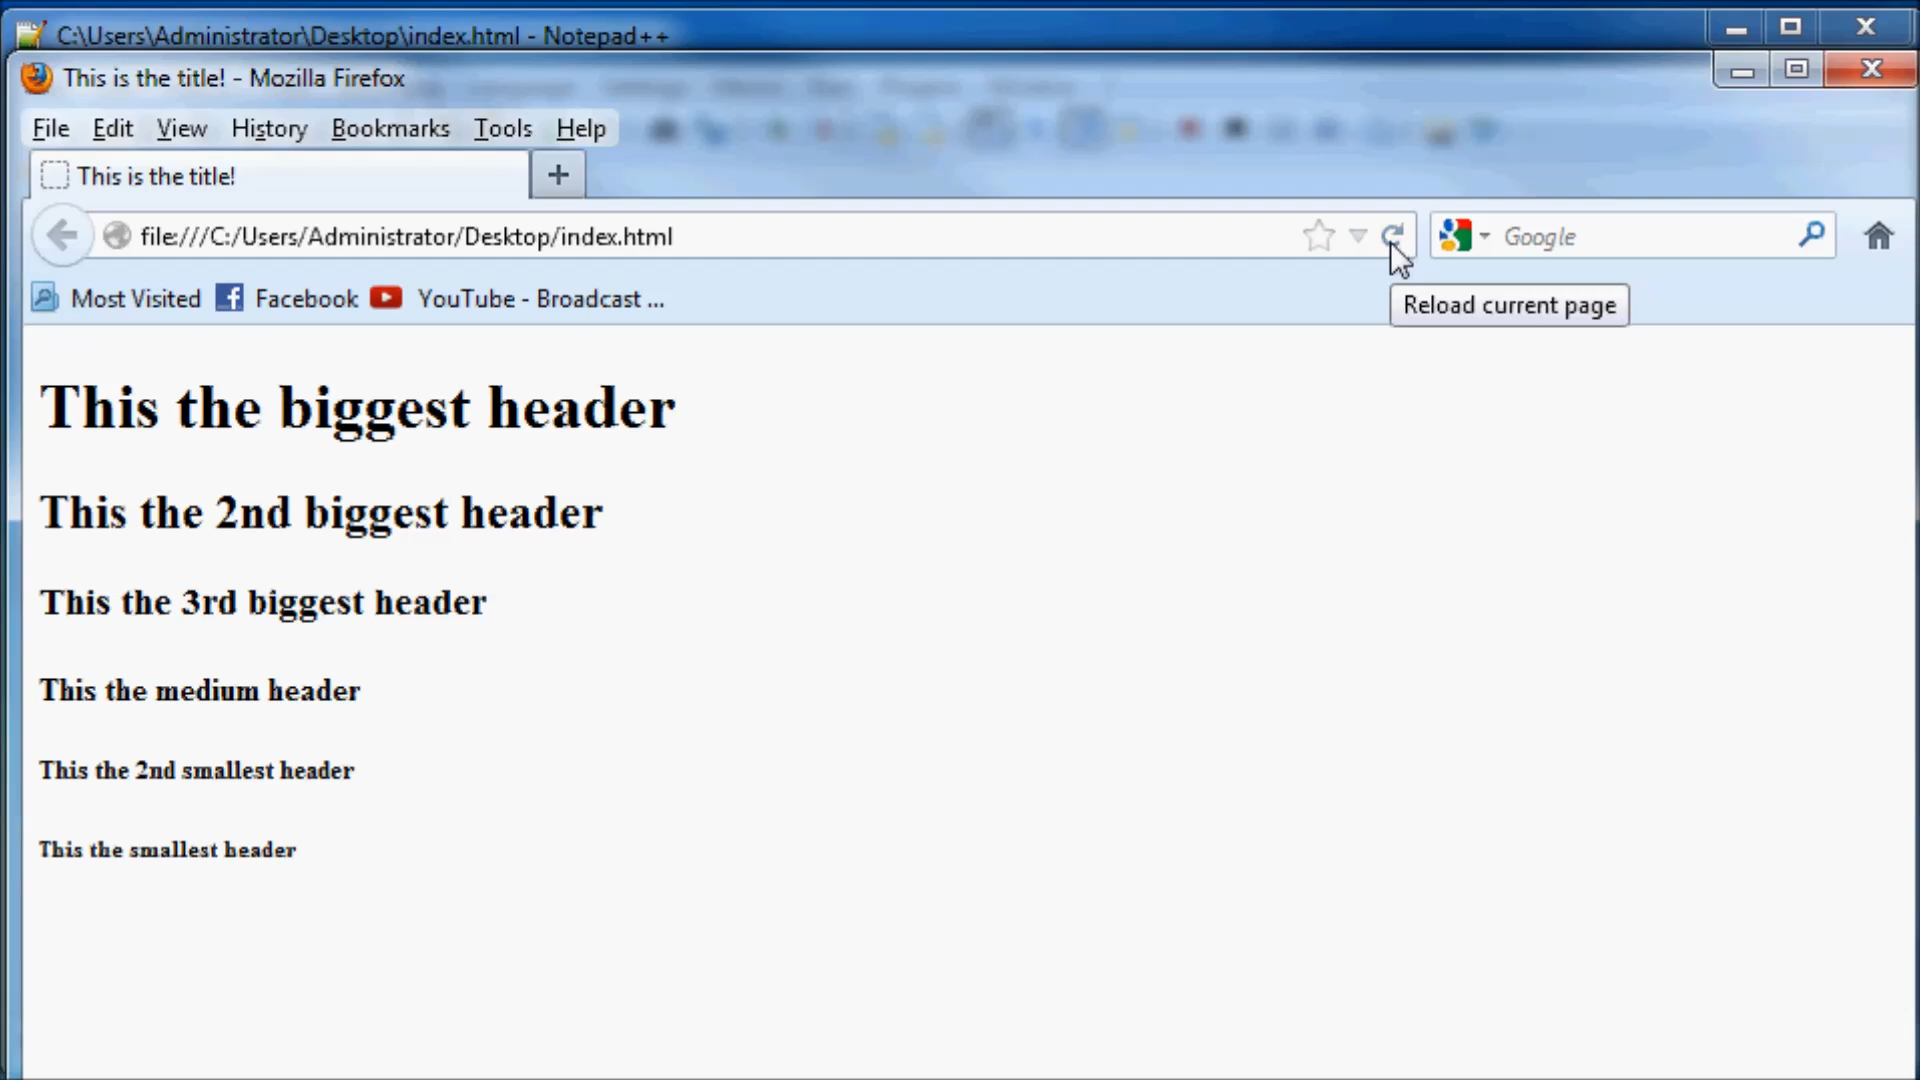 C:\Users\Administrator\Desktop\index.html - Notepad++
This is the title! - Mozilla Firefox
File Edit View History Bookmarks Tools Help
This is the title!
file:///C:/Users/Administrator/Desktop/index.html Google
Most Visited Facebook YouTube - Broadcast ...
Reload current page
This the biggest header
This the 2nd biggest header
This the 3rd biggest header
This the medium header
This the 2nd smallest header
This the smallest header